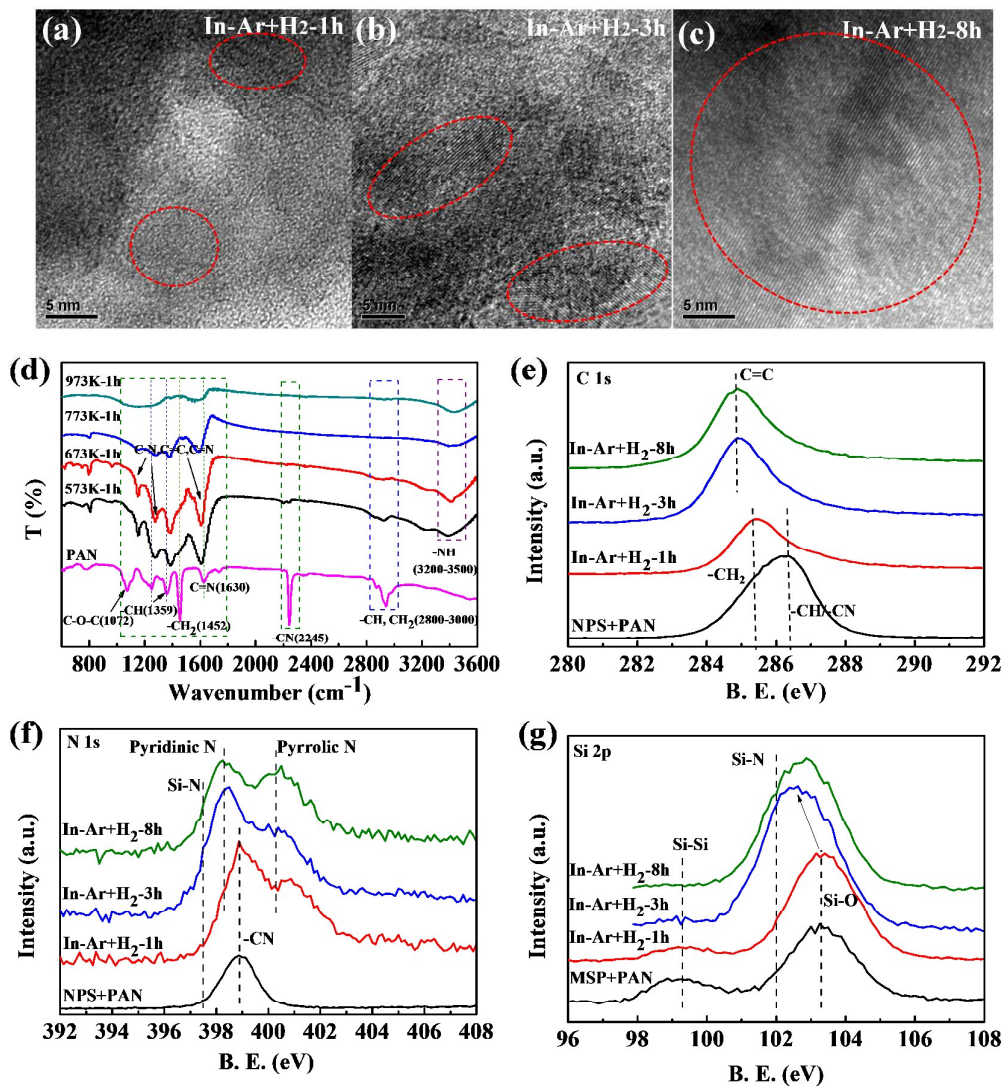 (a)
In-Ar+H2-1h
5 nm
(b)
In-Ar+H2-3h
5 nm
(c)
In-Ar+H2-8h
5 nm
(d)
973K-1h
773K-1h
673K-1h
C-N,C=C,C=N
573K-1h
PAN
-NH
(3200-3500)
C=N(1630)
C-O-C(1072)
-CH(1359)
-CH2(1452)
-CN(2245)
-CH, CH2(2800-3000)
T (%)
800 1200 1600 2000 2400 2800 3200 3600
Wavenumber (cm-1)
(e)
C 1s
C=C
In-Ar+H2-8h
In-Ar+H2-3h
In-Ar+H2-1h
-CH2
-CH/-CN
NPS+PAN
Intensity (a.u.)
280 282 284 286 288 290 292
B. E. (eV)
(f)
N 1s
Pyridinic N
Pyrrolic N
Si-N
In-Ar+H2-8h
In-Ar+H2-3h
In-Ar+H2-1h
-CN
NPS+PAN
Intensity (a.u.)
392 394 396 398 400 402 404 406 408
B. E. (eV)
(g)
Si 2p
Si-N
Si-Si
In-Ar+H2-8h
In-Ar+H2-3h
Si-O
In-Ar+H2-1h
MSP+PAN
Intensity (a.u.)
96 98 100 102 104 106 108
B. E. (eV)